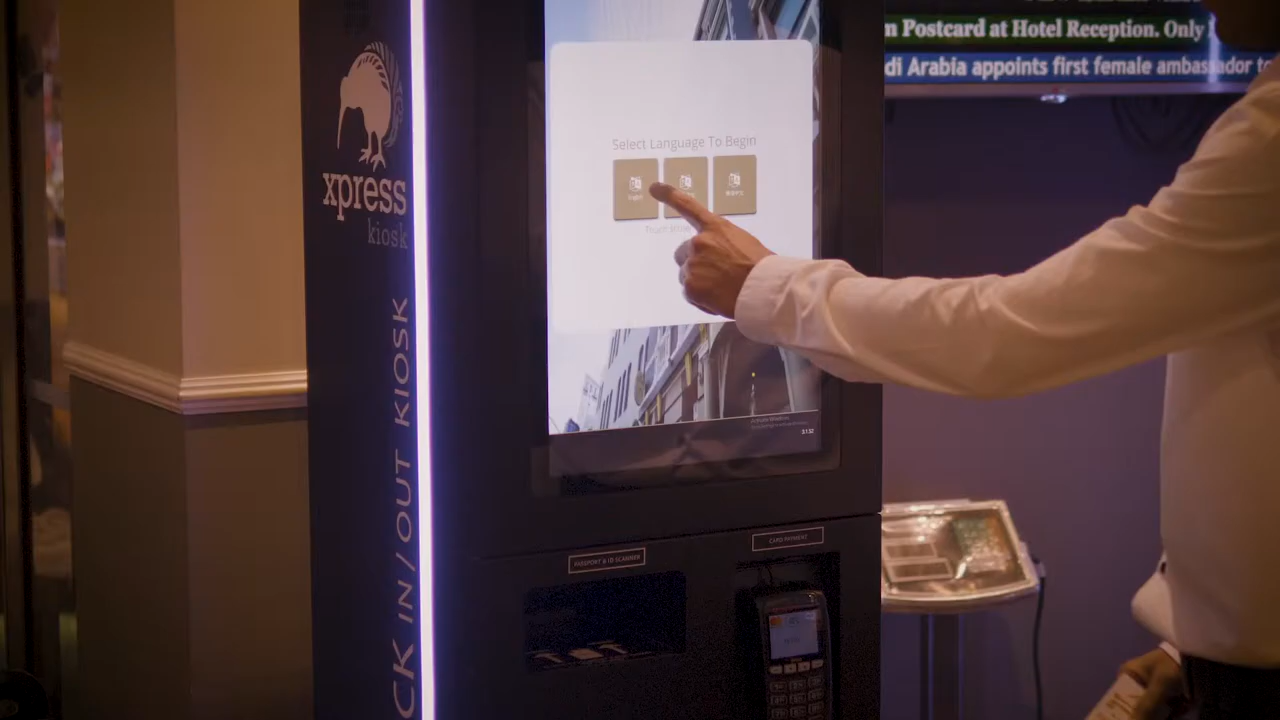 n Postcard at Hotel Reception. Only
di Arabia appoints first female ambassador to
xpress
kiosk
CK IN/OUT KIOSK
Select Language To Begin
English
PASSPORT & ID SCANNER
CARD PAYMENT